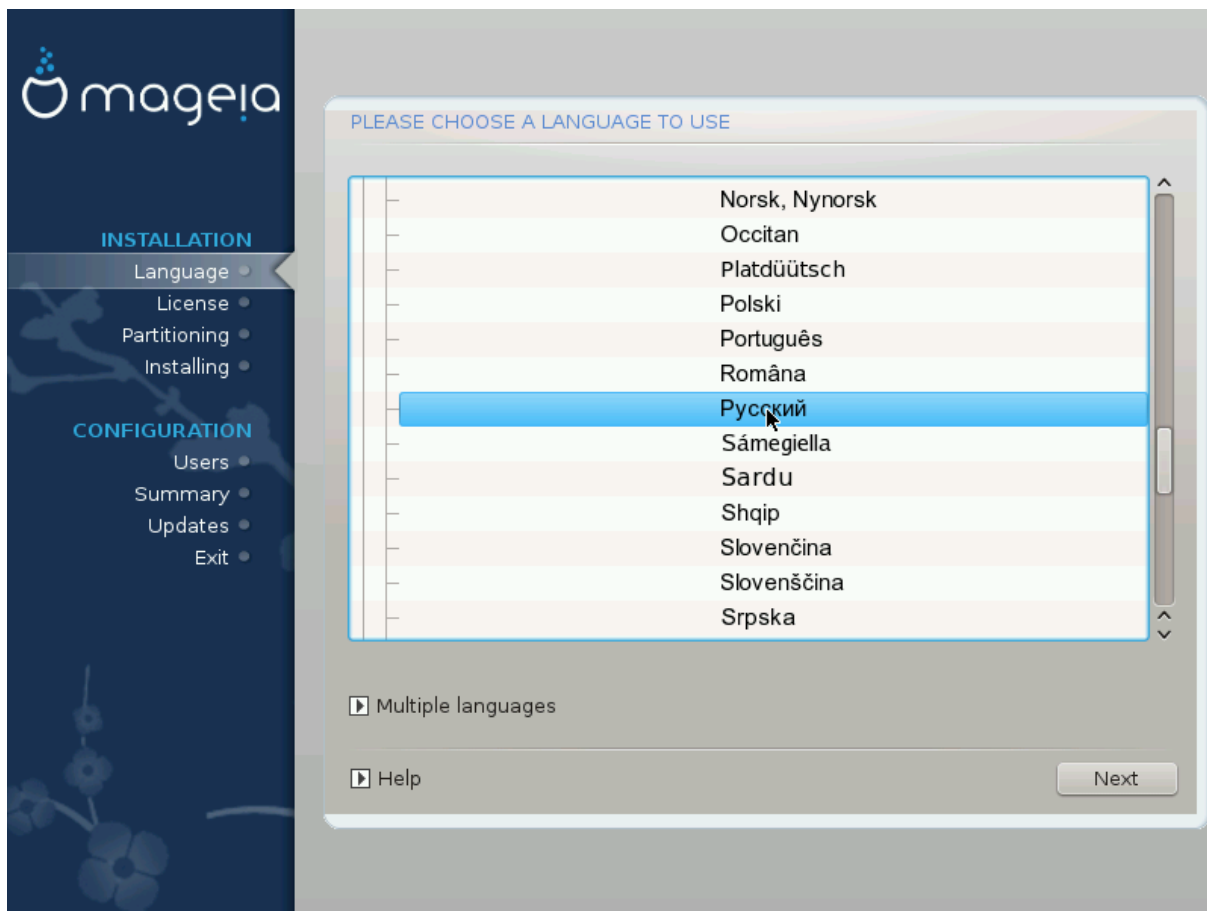 mageia
INSTALLATION
Language
License
Partitioning
Installing
CONFIGURATION
Users
Summary
Updates
Exit
PLEASE CHOOSE A LANGUAGE TO USE
Norsk, Nynorsk
Occitan
Platdüütsch
Polski
Português
Româna
Русский
Sámegiella
Sardu
Shqip
Slovenčina
Slovenščina
Srpska
Multiple languages
Help
Next